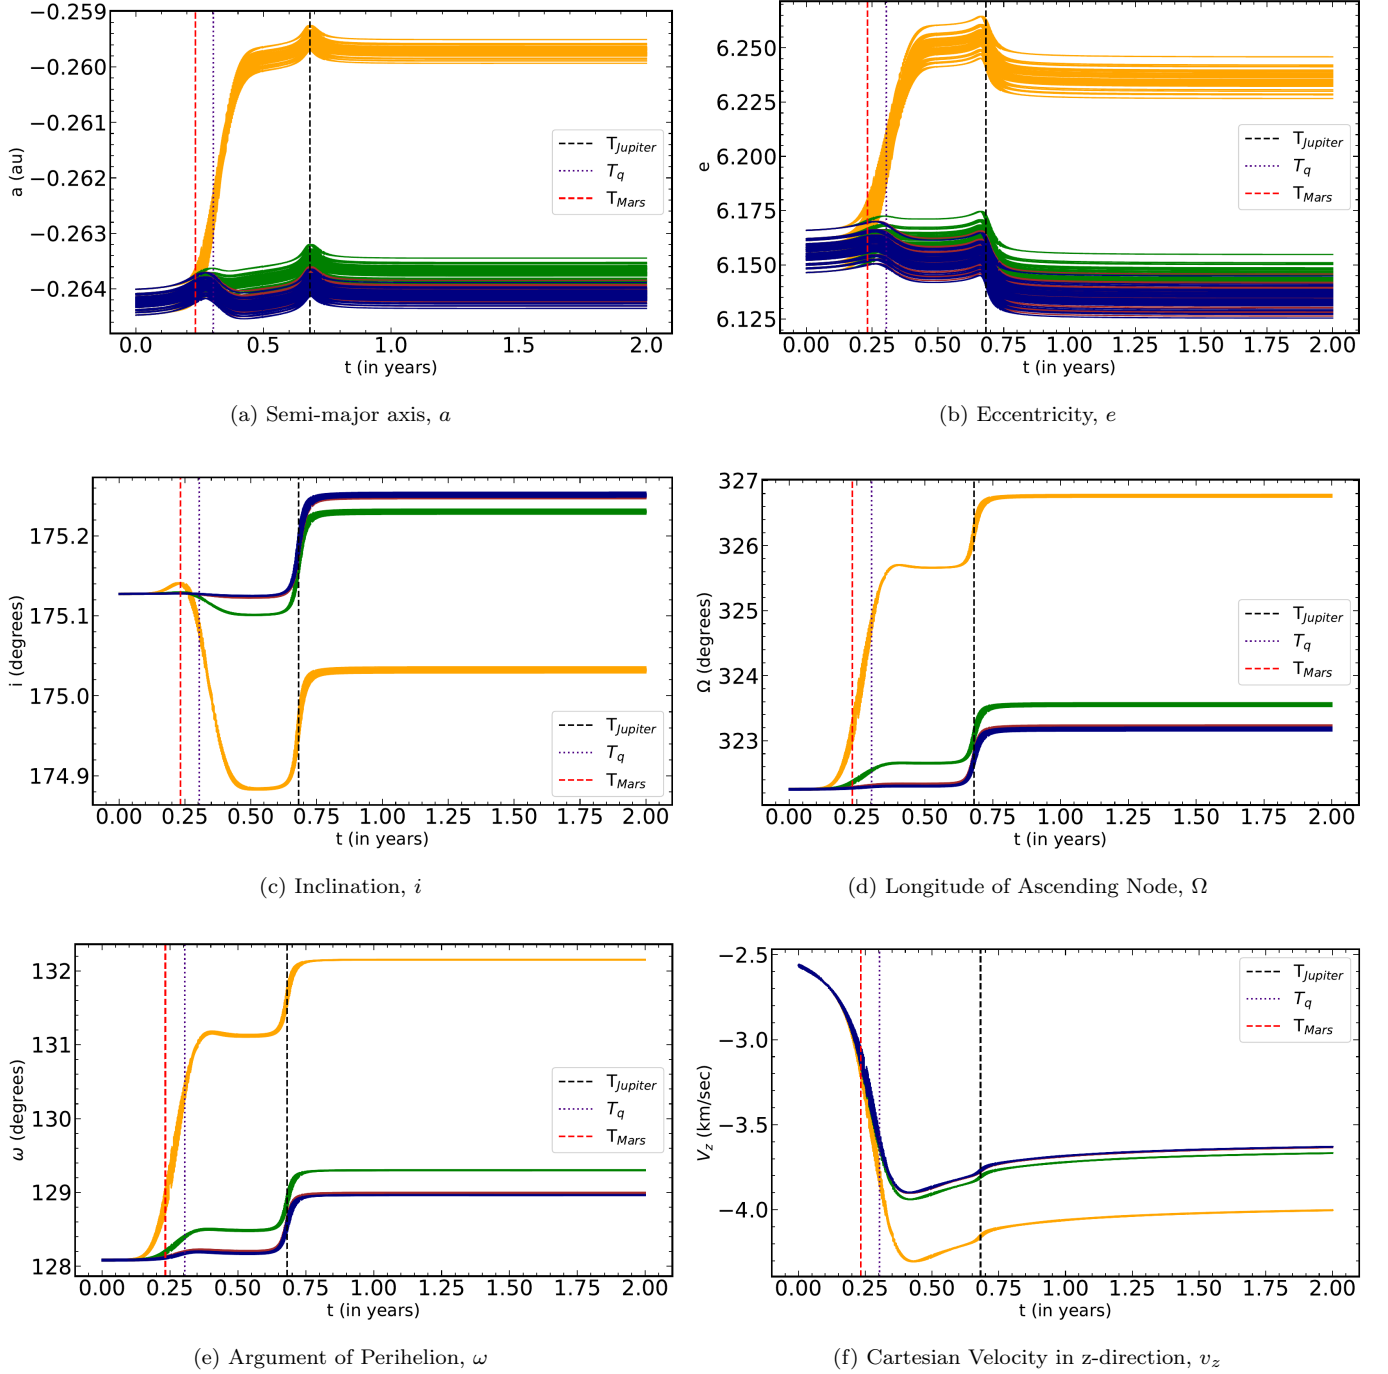 −0.259
−0.260
−0.261
−0.262
−0.263
−0.264
a (au)
0.0 0.5 1.0 1.5 2.0
t (in years)
T_Jupiter
T_q
T_Mars
(a) Semi-major axis, a
6.250
6.225
6.200
6.175
6.150
6.125
e
0.00 0.25 0.50 0.75 1.00 1.25 1.50 1.75 2.00
t (in years)
T_Jupiter
T_q
T_Mars
(b) Eccentricity, e
175.2
175.1
175.0
174.9
i (degrees)
0.00 0.25 0.50 0.75 1.00 1.25 1.50 1.75 2.00
t (in years)
T_Jupiter
T_q
T_Mars
(c) Inclination, i
327
326
325
324
323
Ω (degrees)
0.00 0.25 0.50 0.75 1.00 1.25 1.50 1.75 2.00
t (in years)
T_Jupiter
T_q
T_Mars
(d) Longitude of Ascending Node, Ω
132
131
130
129
128
ω (degrees)
0.00 0.25 0.50 0.75 1.00 1.25 1.50 1.75 2.00
t (in years)
T_Jupiter
T_q
T_Mars
(e) Argument of Perihelion, ω
−2.5
−3.0
−3.5
−4.0
V_z (km/sec)
0.00 0.25 0.50 0.75 1.00 1.25 1.50 1.75 2.00
t (in years)
T_Jupiter
T_q
T_Mars
(f) Cartesian Velocity in z-direction, v_z